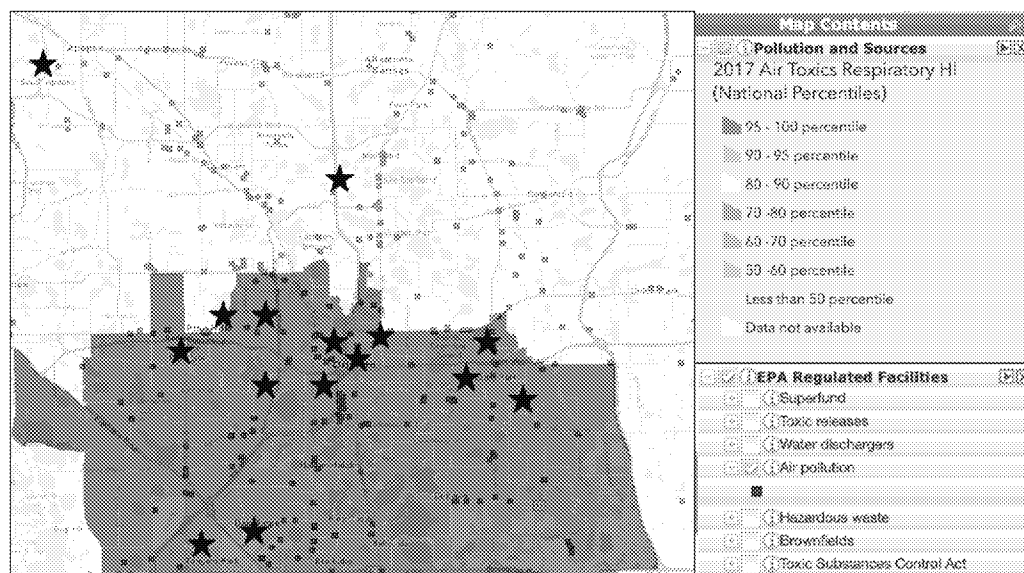 Map Contents
Pollution and Sources
2017 Air Toxics Respiratory HI
(National Percentiles)
95 - 100 percentile
90 - 95 percentile
80 - 90 percentile
70 - 80 percentile
60 - 70 percentile
50 - 60 percentile
Less than 50 percentile
Data not available
EPA Regulated Facilities
Superfund
Toxic releases
Water dischargers
Air pollution
Hazardous waste
Brownfields
Toxic Substances Control Act